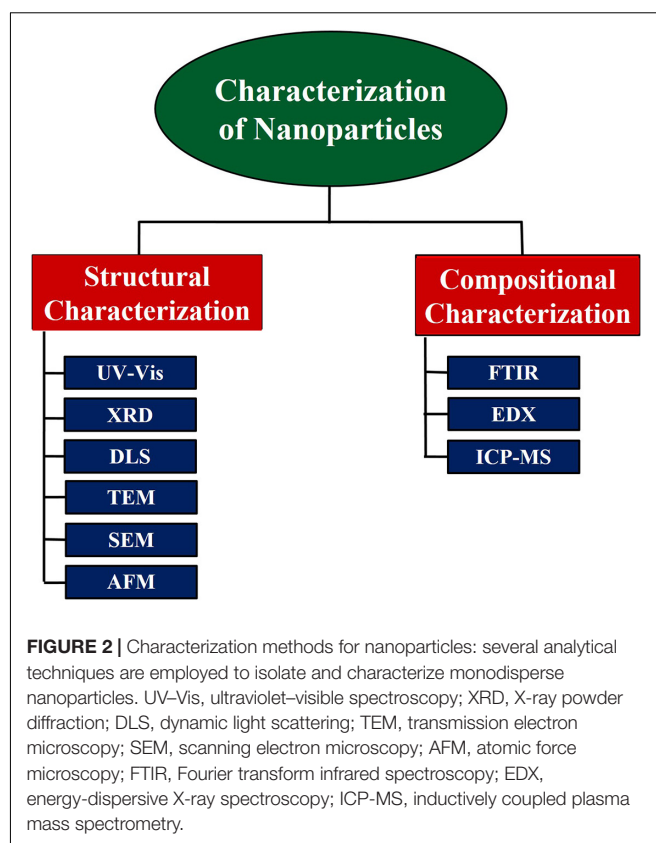 Characterization
of Nanoparticles
Structural
Characterization
UV-Vis
XRD
DLS
TEM
SEM
AFM
Compositional
Characterization
FTIR
EDX
ICP-MS
FIGURE 2 | Characterization methods for nanoparticles: several analytical
techniques are employed to isolate and characterize monodisperse
nanoparticles. UV–Vis, ultraviolet–visible spectroscopy; XRD, X-ray powder
diffraction; DLS, dynamic light scattering; TEM, transmission electron
microscopy; SEM, scanning electron microscopy; AFM, atomic force
microscopy; FTIR, Fourier transform infrared spectroscopy; EDX,
energy-dispersive X-ray spectroscopy; ICP-MS, inductively coupled plasma
mass spectrometry.